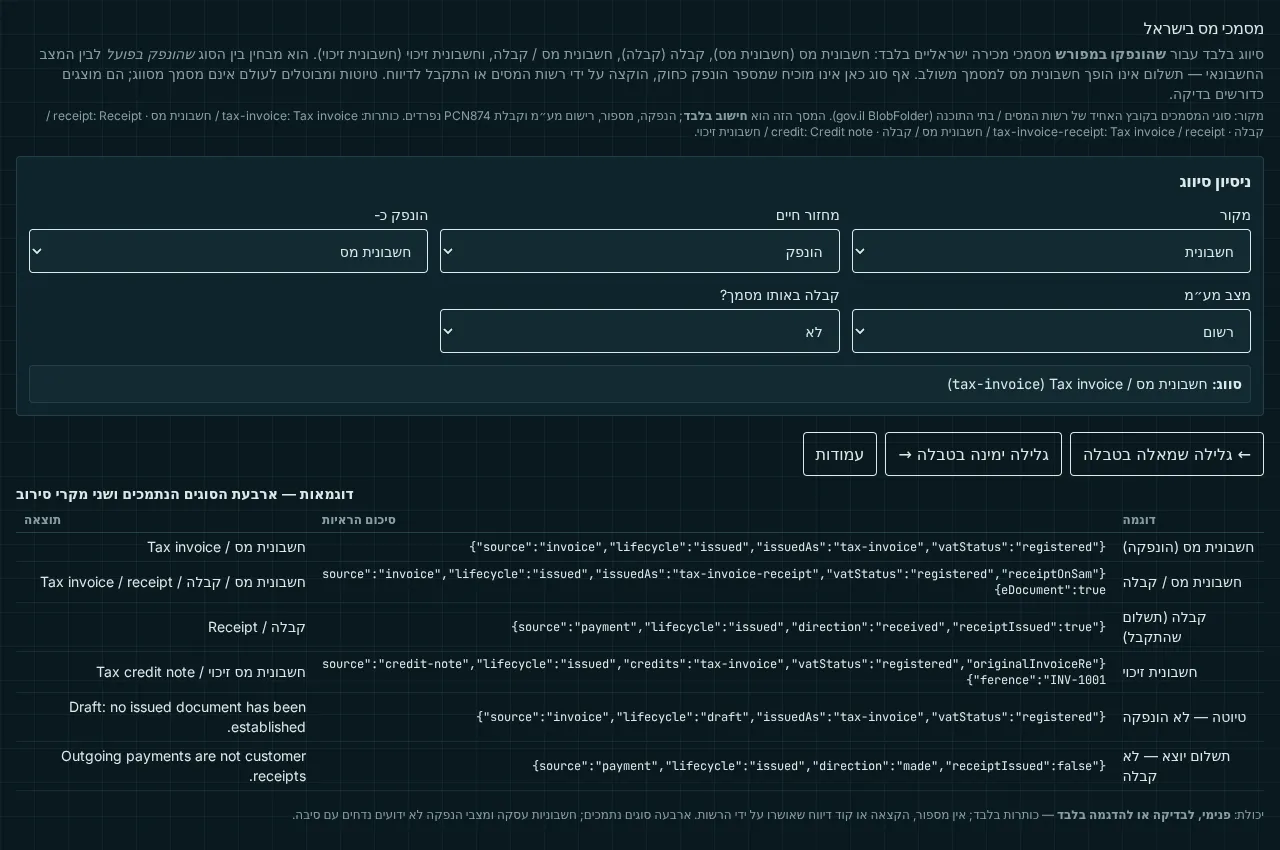 מסמכי מס בישראל
סיווג בלבד עבור שהונפקו במפורש מסמכי מכירה ישראליים בלבד: חשבונית מס (חשבונית מס), קבלה (קבלה), חשבונית מס / קבלה, וחשבונית זיכוי (חשבונית זיכוי). הוא מבחין בין הסוג שהונפק בפועל לבין המצב
החשבונאי — תשלום אינו הופך חשבונית מס למסמך משולב. אף סוג כאן אינו מוכיח שמספר הונפק כחוק, הוקצה על ידי רשות המסים או התקבל לדיווח. טיוטות ומבוטלים לעולם אינם מסמך מסווג; הם מוצגים
כדורשים בדיקה.
מקור: סוגי המסמכים בקובץ האחיד של רשות המסים / בתי התוכנה (gov.il BlobFolder). המסך הזה הוא חישוב בלבד; הנפקה, מספור, רישום מע״מ וקבלת PCN874 נפרדים. כותרות: tax-invoice: Tax invoice / חשבונית מס · receipt: Receipt /
קבלה · tax-invoice-receipt: Tax invoice / receipt / חשבונית מס / קבלה · credit: Credit note / חשבונית זיכוי.
ניסיון סיווג
מקור
מחזור חיים
הונפק כ-
חשבונית
הונפק
חשבונית מס
מצב מע״מ
קבלה באותו מסמך?
רשום
לא
סווג: חשבונית מס / Tax invoice (tax-invoice)
← גלילה שמאלה בטבלה
גלילה ימינה בטבלה →
עמודות
דוגמאות — ארבעת הסוגים הנתמכים ושני מקרי סירוב
דוגמה
סיכום הראיות
תוצאה
חשבונית מס (הונפקה)
{"source":"invoice","lifecycle":"issued","issuedAs":"tax-invoice","vatStatus":"registered"}
חשבונית מס / Tax invoice
חשבונית מס / קבלה
{"source":"invoice","lifecycle":"issued","issuedAs":"tax-invoice-receipt","vatStatus":"registered","receiptOnSam
eDocument":true}
חשבונית מס / קבלה / Tax invoice / receipt
קבלה (תשלום
שהתקבל)
{"source":"payment","lifecycle":"issued","direction":"received","receiptIssued":true}
קבלה / Receipt
חשבונית זיכוי
{"source":"credit-note","lifecycle":"issued","credits":"tax-invoice","vatStatus":"registered","originalInvoiceRe
ference":"INV-1001"}
חשבונית מס זיכוי / Tax credit note
טיוטה — לא הונפקה
{"source":"invoice","lifecycle":"draft","issuedAs":"tax-invoice","vatStatus":"registered"}
Draft: no issued document has been
established.
תשלום יוצא — לא
קבלה
{"source":"payment","lifecycle":"issued","direction":"made","receiptIssued":false}
Outgoing payments are not customer
receipts.
יכולת: פנימי, לבדיקה או להדגמה בלבד — כותרות בלבד; אין מספור, הקצאה או קוד דיווח שאושרו על ידי הרשות. ארבעה סוגים נתמכים; חשבוניות עסקה ומצבי הנפקה לא ידועים נדחים עם סיבה.